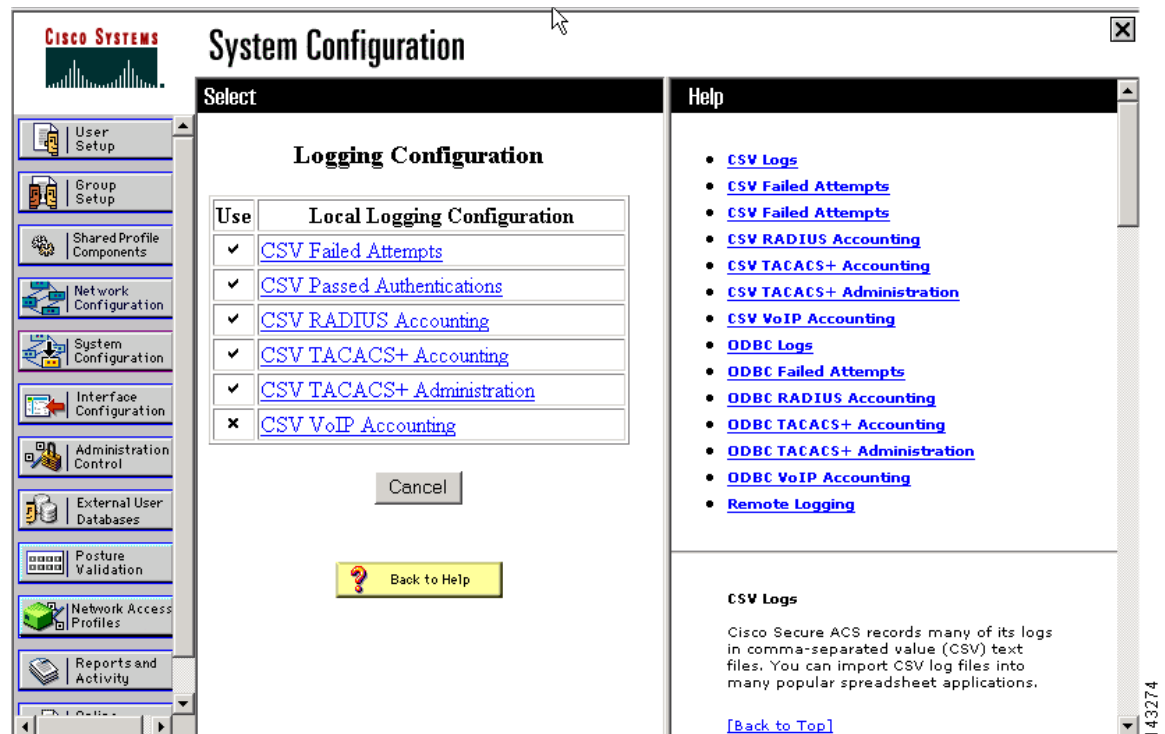 CISCO SYSTEMS
System Configuration
User
Setup
Group
Setup
Shared Profile
Components
Network
Configuration
System
Configuration
Interface
Configuration
Administration
Control
External User
Databases
Posture
Validation
Network Access
Profiles
Reports and
Activity
Select
Logging Configuration
Use Local Logging Configuration
CSV Failed Attempts
CSV Passed Authentications
CSV RADIUS Accounting
CSV TACACS+ Accounting
CSV TACACS+ Administration
CSV VoIP Accounting
Cancel
? Back to Help
Help
CSV Logs
CSV Failed Attempts
CSV Failed Attempts
CSV RADIUS Accounting
CSV TACACS+ Accounting
CSV TACACS+ Administration
CSV VoIP Accounting
ODBC Logs
ODBC Failed Attempts
ODBC RADIUS Accounting
ODBC TACACS+ Accounting
ODBC TACACS+ Administration
ODBC VoIP Accounting
Remote Logging
CSV Logs
Cisco Secure ACS records many of its logs
in comma-separated value (CSV) text
files. You can import CSV log files into
many popular spreadsheet applications.
[Back to Top]
143274